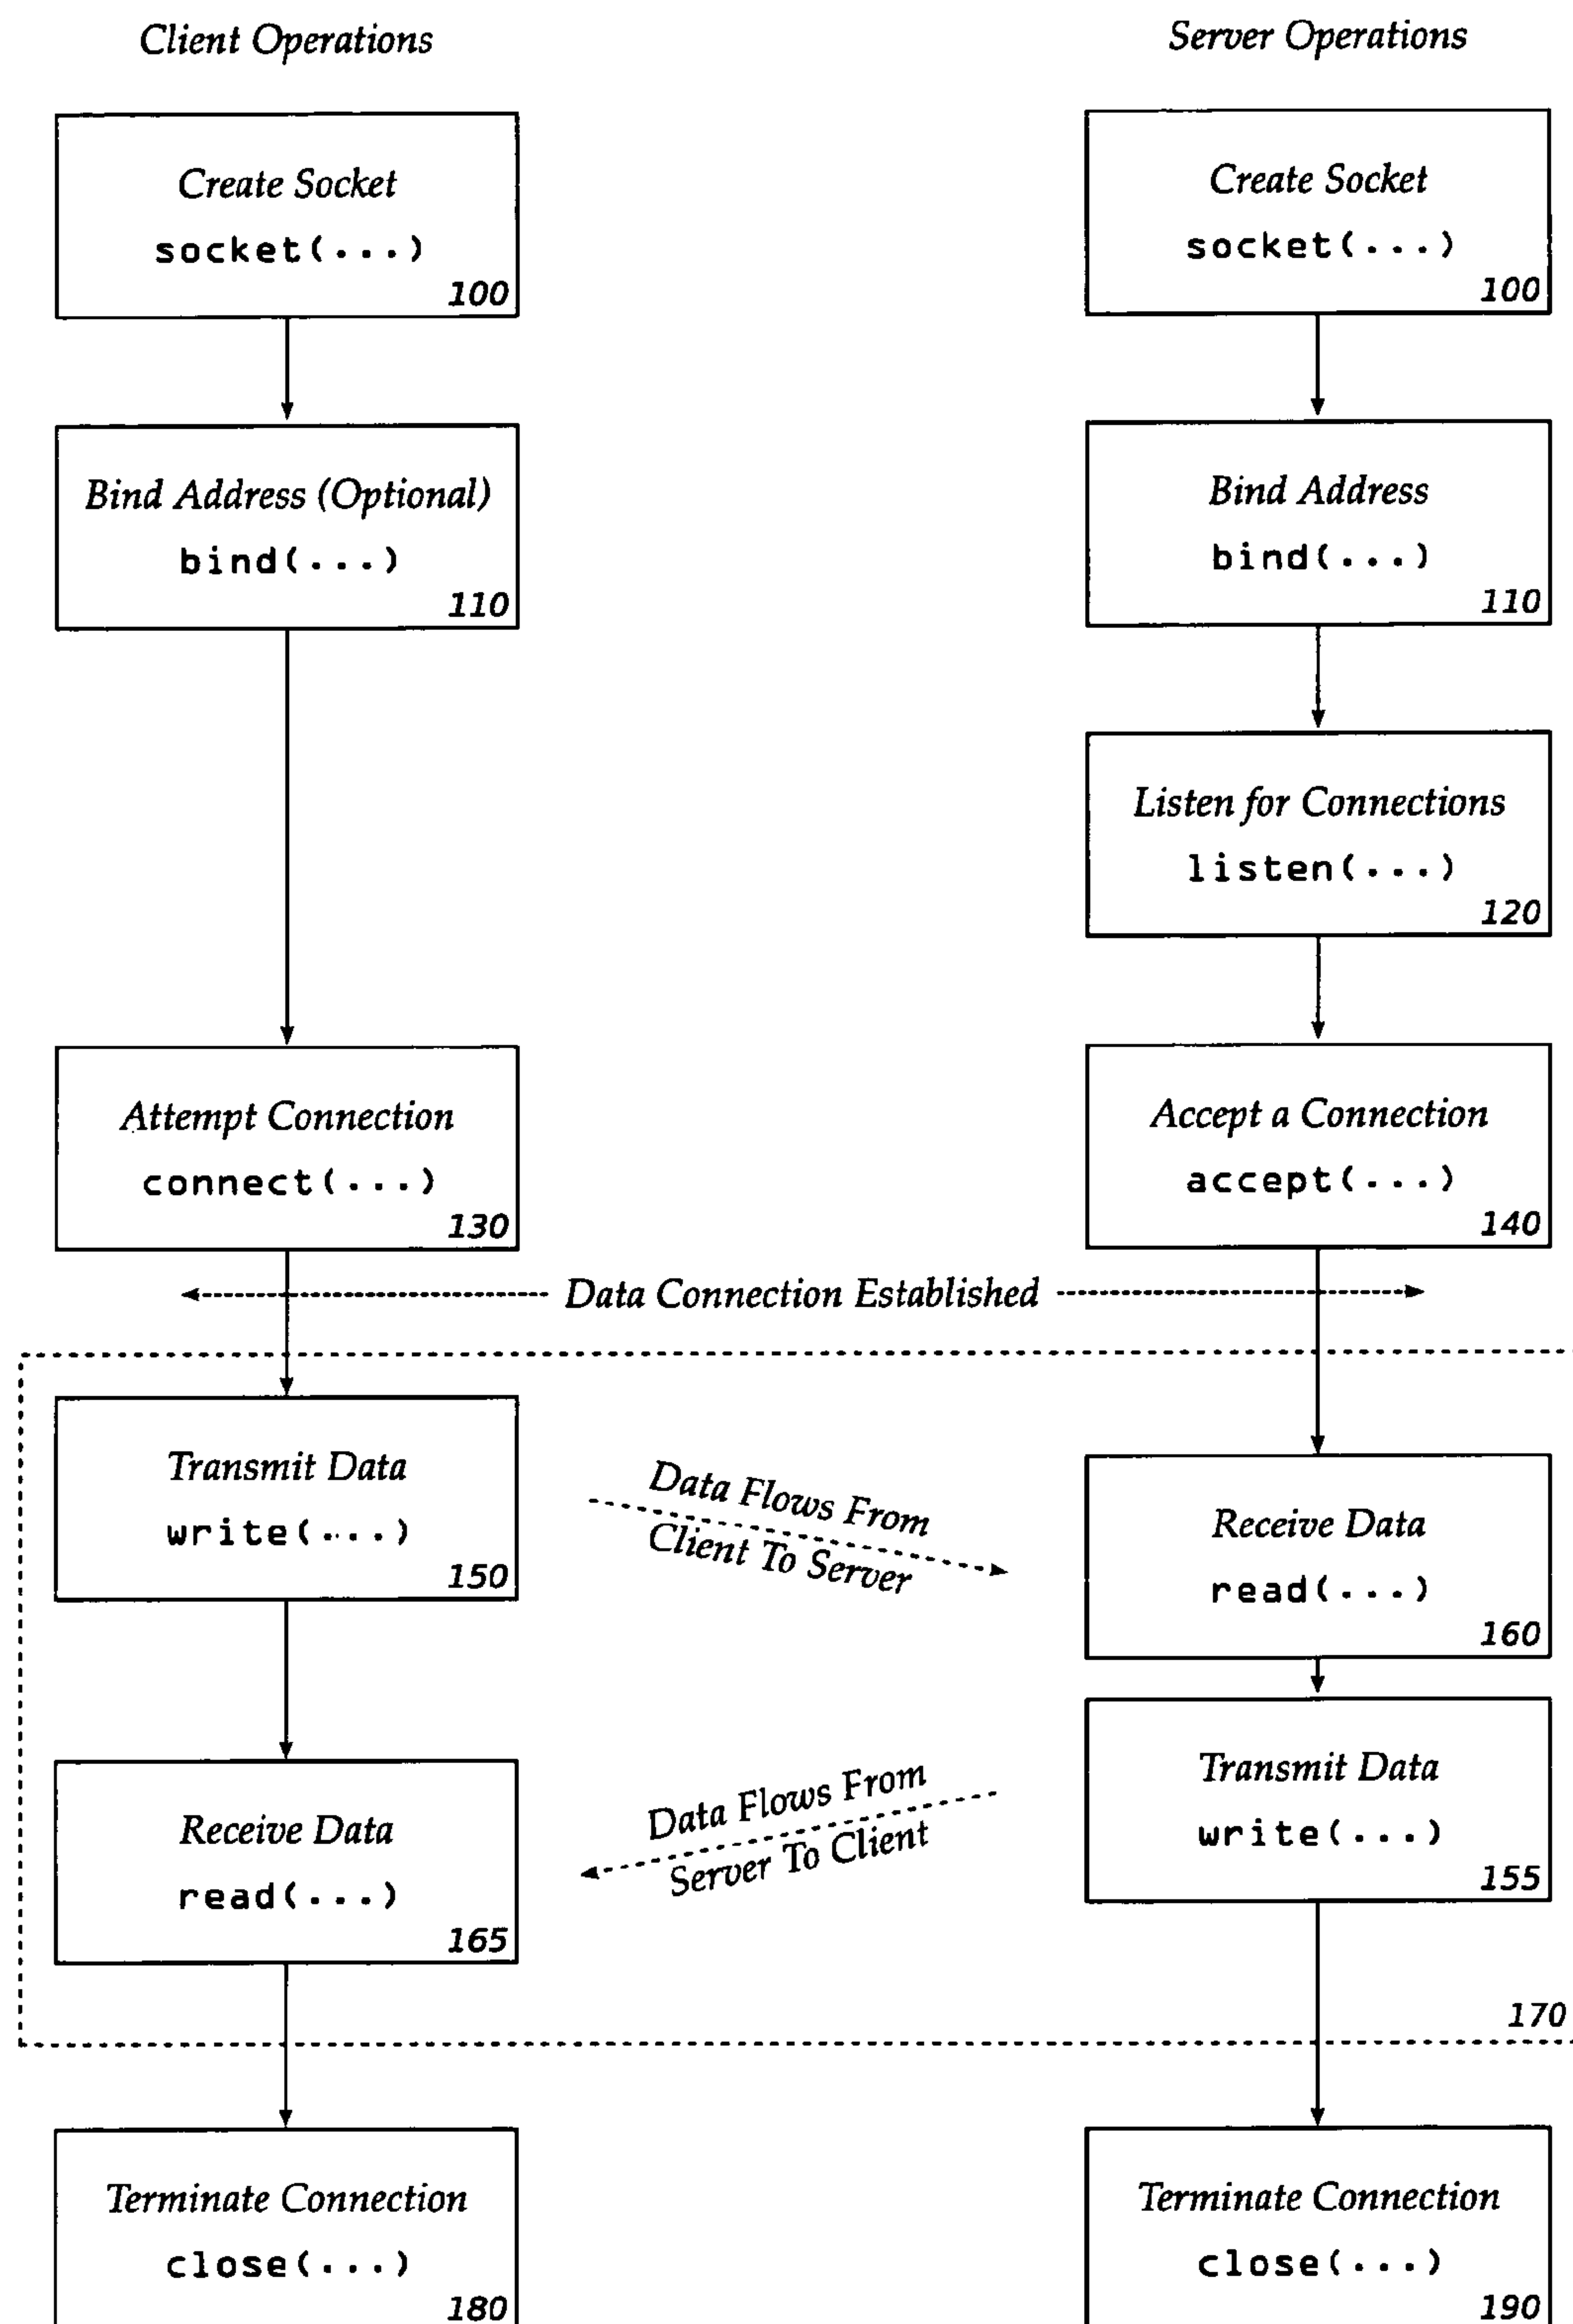 Client Operations
Create Socket
socket(...)
100
Bind Address (Optional)
bind(...)
110
Attempt Connection
connect(...)
130
Server Operations
Create Socket
socket(...)
100
Bind Address
bind(...)
110
Listen for Connections
listen(...)
120
Accept a Connection
accept(...)
140
Data Connection Established
Transmit Data
write(...)
150
Data Flows From
Client To Server
Receive Data
read(...)
160
Transmit Data
write(...)
155
Data Flows From
Server To Client
Receive Data
read(...)
165
170
Terminate Connection
close(...)
180
Terminate Connection
close(...)
190